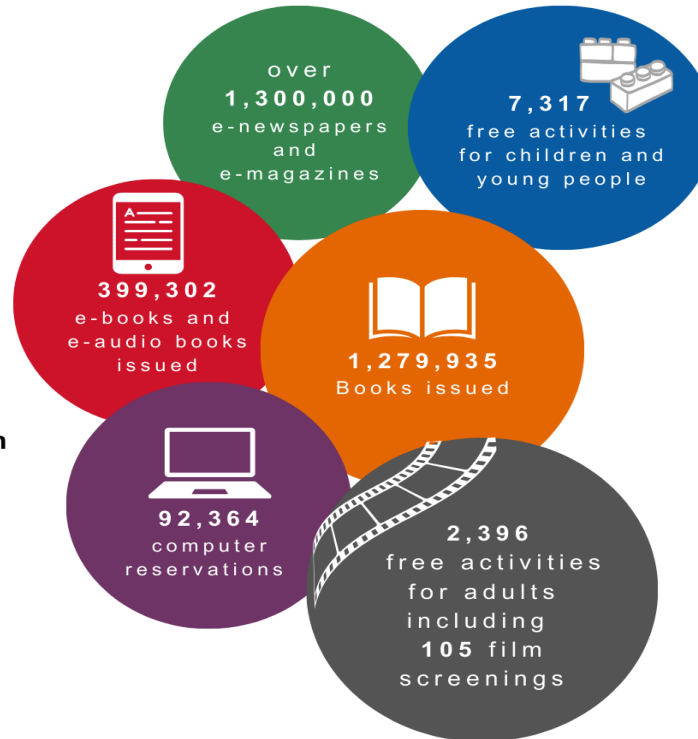 over
1,300,000
e-newspapers
and
e-magazines
7,317
free activities
for children and
young people
A
399,302
e-books and
e-audio books
issued
1,279,935
Books issued
92,364
computer
reservations
2,396
free activities
for adults
including
105 film
screenings